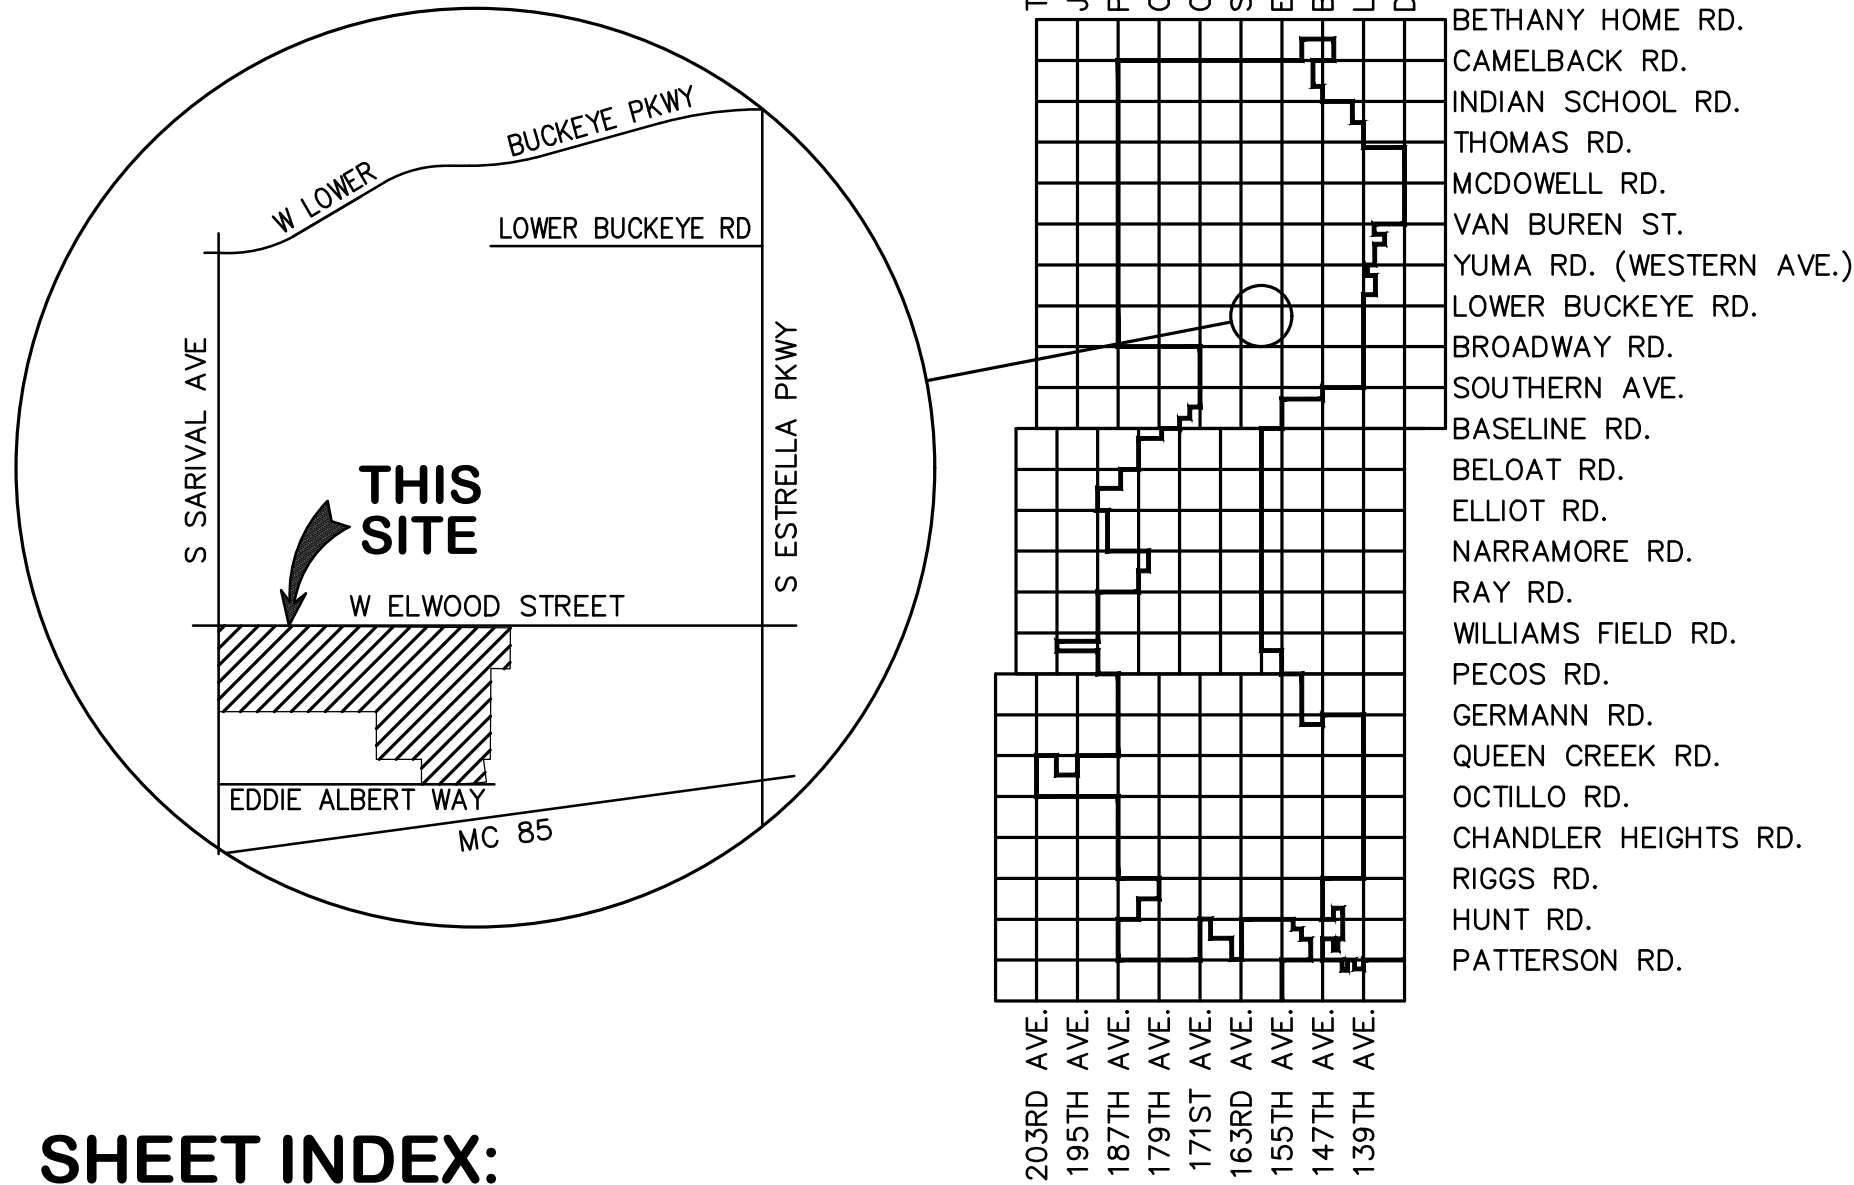 W LOWER
BUCKEYE PKWY
LOWER BUCKEYE RD
S SARIVAL AVE
S ESTRELLA PKWY
THIS
SITE
W ELWOOD STREET
EDDIE ALBERT WAY
MC 85
BETHANY HOME RD.
CAMELBACK RD.
INDIAN SCHOOL RD.
THOMAS RD.
MCDOWELL RD.
VAN BUREN ST.
YUMA RD. (WESTERN AVE.)
LOWER BUCKEYE RD.
BROADWAY RD.
SOUTHERN AVE.
BASELINE RD.
BELOAT RD.
ELLIOT RD.
NARRAMORE RD.
RAY RD.
WILLIAMS FIELD RD.
PECOS RD.
GERMANN RD.
QUEEN CREEK RD.
OCTILLO RD.
CHANDLER HEIGHTS RD.
RIGGS RD.
HUNT RD.
PATTERSON RD.
203RD AVE.
195TH AVE.
187TH AVE.
179TH AVE.
171ST AVE.
163RD AVE.
155TH AVE.
147TH AVE.
139TH AVE.
SHEET INDEX: